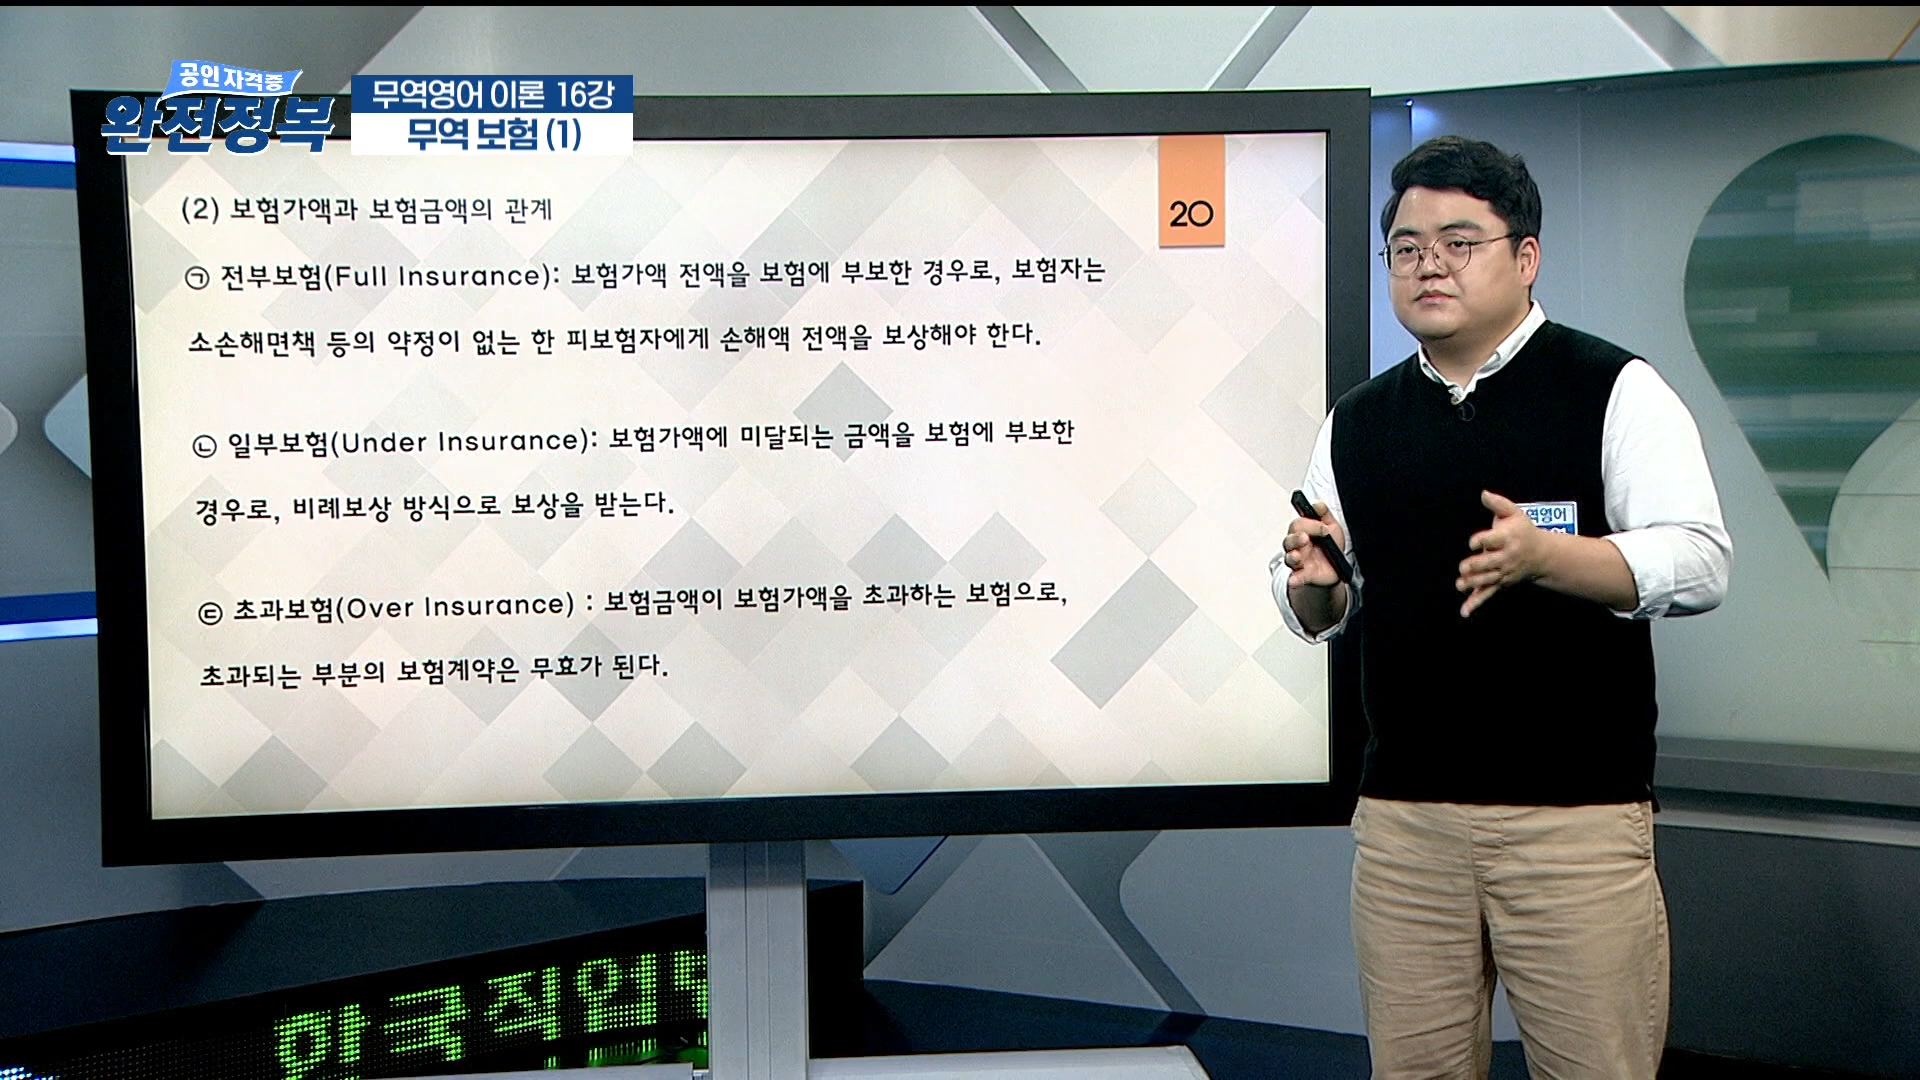 공인 자격증
완전정복
무역영어 이론 16강
무역 보험 (1)
20
(2) 보험가액과 보험금액의 관계
㉠ 전부보험(Full Insurance): 보험가액 전액을 보험에 부보한 경우로, 보험자는
소손해면책 등의 약정이 없는 한 피보험자에게 손해액 전액을 보상해야 한다.
㉡ 일부보험(Under Insurance): 보험가액에 미달되는 금액을 보험에 부보한
경우로, 비례보상 방식으로 보상을 받는다.
㉢ 초과보험(Over Insurance) : 보험금액이 보험가액을 초과하는 보험으로,
초과되는 부분의 보험계약은 무효가 된다.
역영어
한국직업